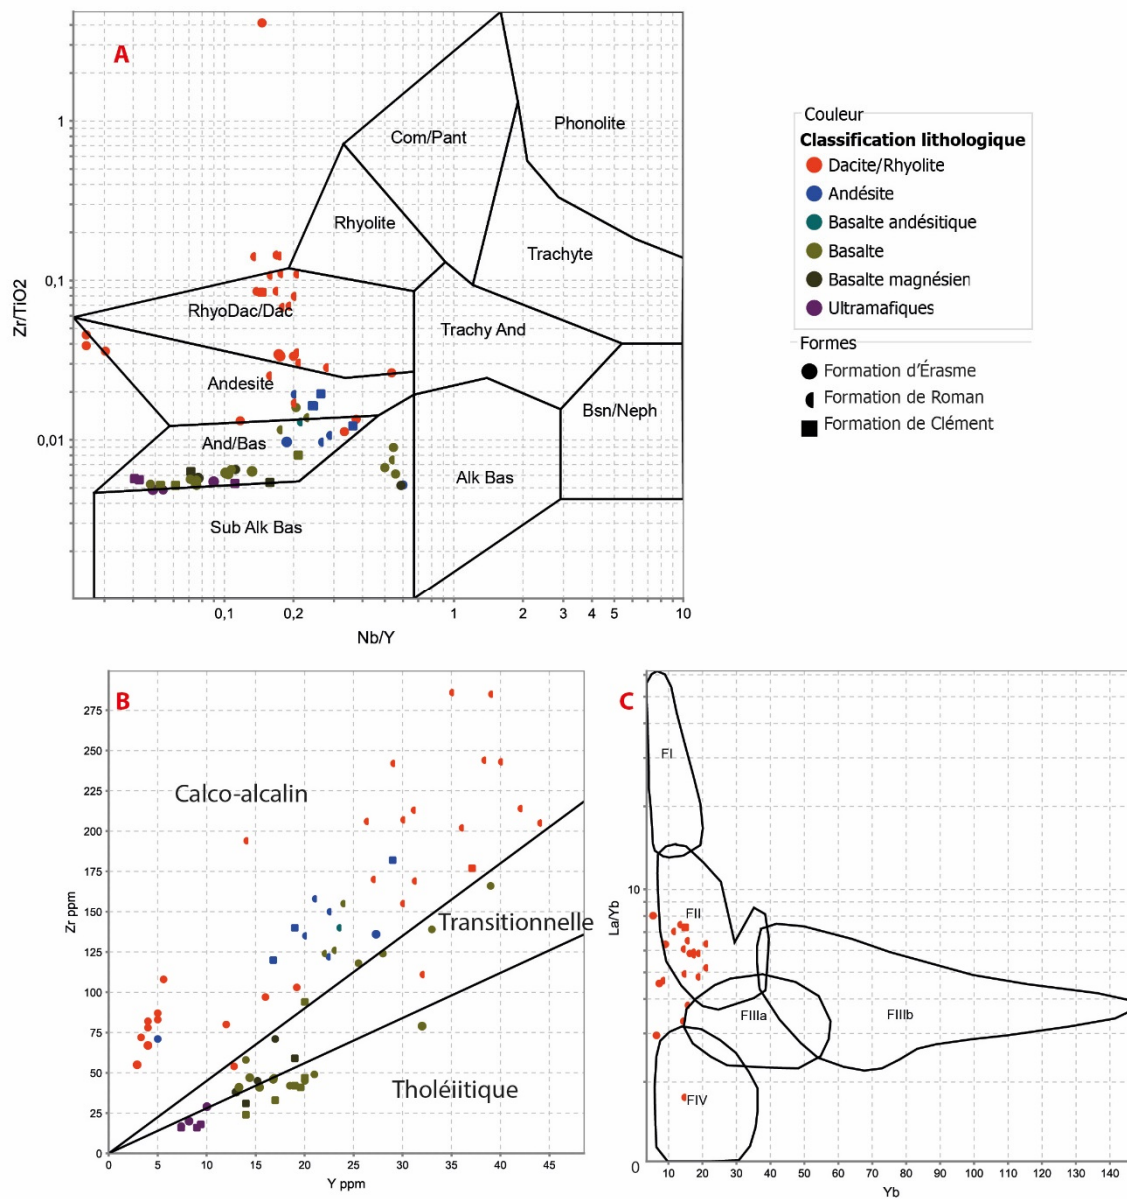 A
Zr/TiO2
1
0,1
0,01
Phonolite
Com/Pant
Rhyolite
Trachyte
RhyoDac/Dac
Trachy And
Andesite
Bsn/Neph
And/Bas
Alk Bas
Sub Alk Bas
0,1 0,2 1 2 3 4 5 10
Nb/Y
Couleur
Classification lithologique
Dacite/Rhyolite
Andésite
Basalte andésitique
Basalte
Basalte magnésien
Ultramafiques
Formes
Formation d’Érasme
Formation de Roman
Formation de Clément
B
Zr ppm
275
250
225
200
175
150
125
100
75
50
25
0
Calco-alcalin
Transitionnelle
Tholéiitique
0 5 10 15 20 25 30 35 40 45
Y ppm
C
La/Yb
10
0
FI
FII
FIIIa
FIIIb
FIV
10 20 30 40 50 60 70 80 90 100 110 120 130 140
Yb